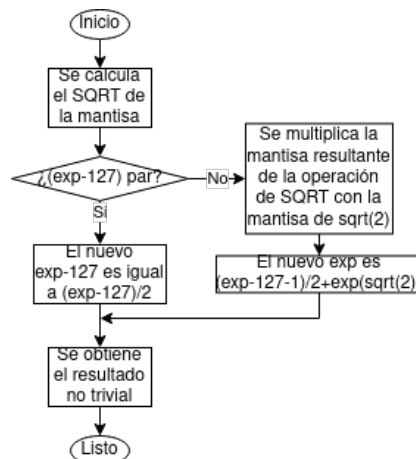 Inicio
Se calcula
el SQRT de
la mantisa
¿(exp-127) par?
No
Se multiplica la
mantisa resultante
de la operación
de SQRT con la
mantisa de sqrt(2)
Si
El nuevo
exp-127 es igual
a (exp-127)/2
El nuevo exp es
(exp-127-1)/2+exp(sqrt(2)
Se obtiene
el resultado
no trivial
Listo